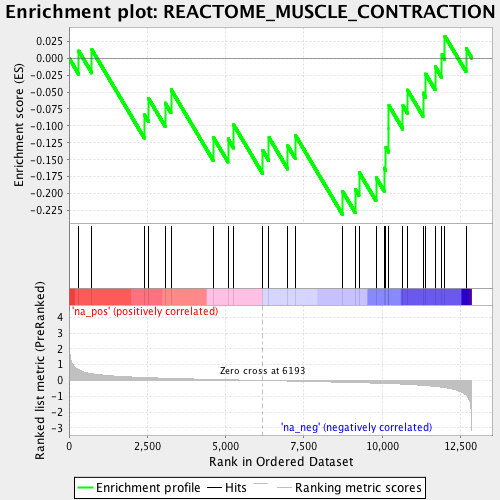 Enrichment plot: REACTOME_MUSCLE_CONTRACTION
Enrichment score (ES)
0.025
0.000
-0.025
-0.050
-0.075
-0.100
-0.125
-0.150
-0.175
-0.200
-0.225
'na_pos' (positively correlated)
Ranked list metric (PreRanked)
4
3
2
1
0
-1
-2
-3
Zero cross at 6193
'na_neg' (negatively correlated)
0 2,500 5,000 7,500 10,000 12,500
Rank in Ordered Dataset
Enrichment profile Hits Ranking metric scores